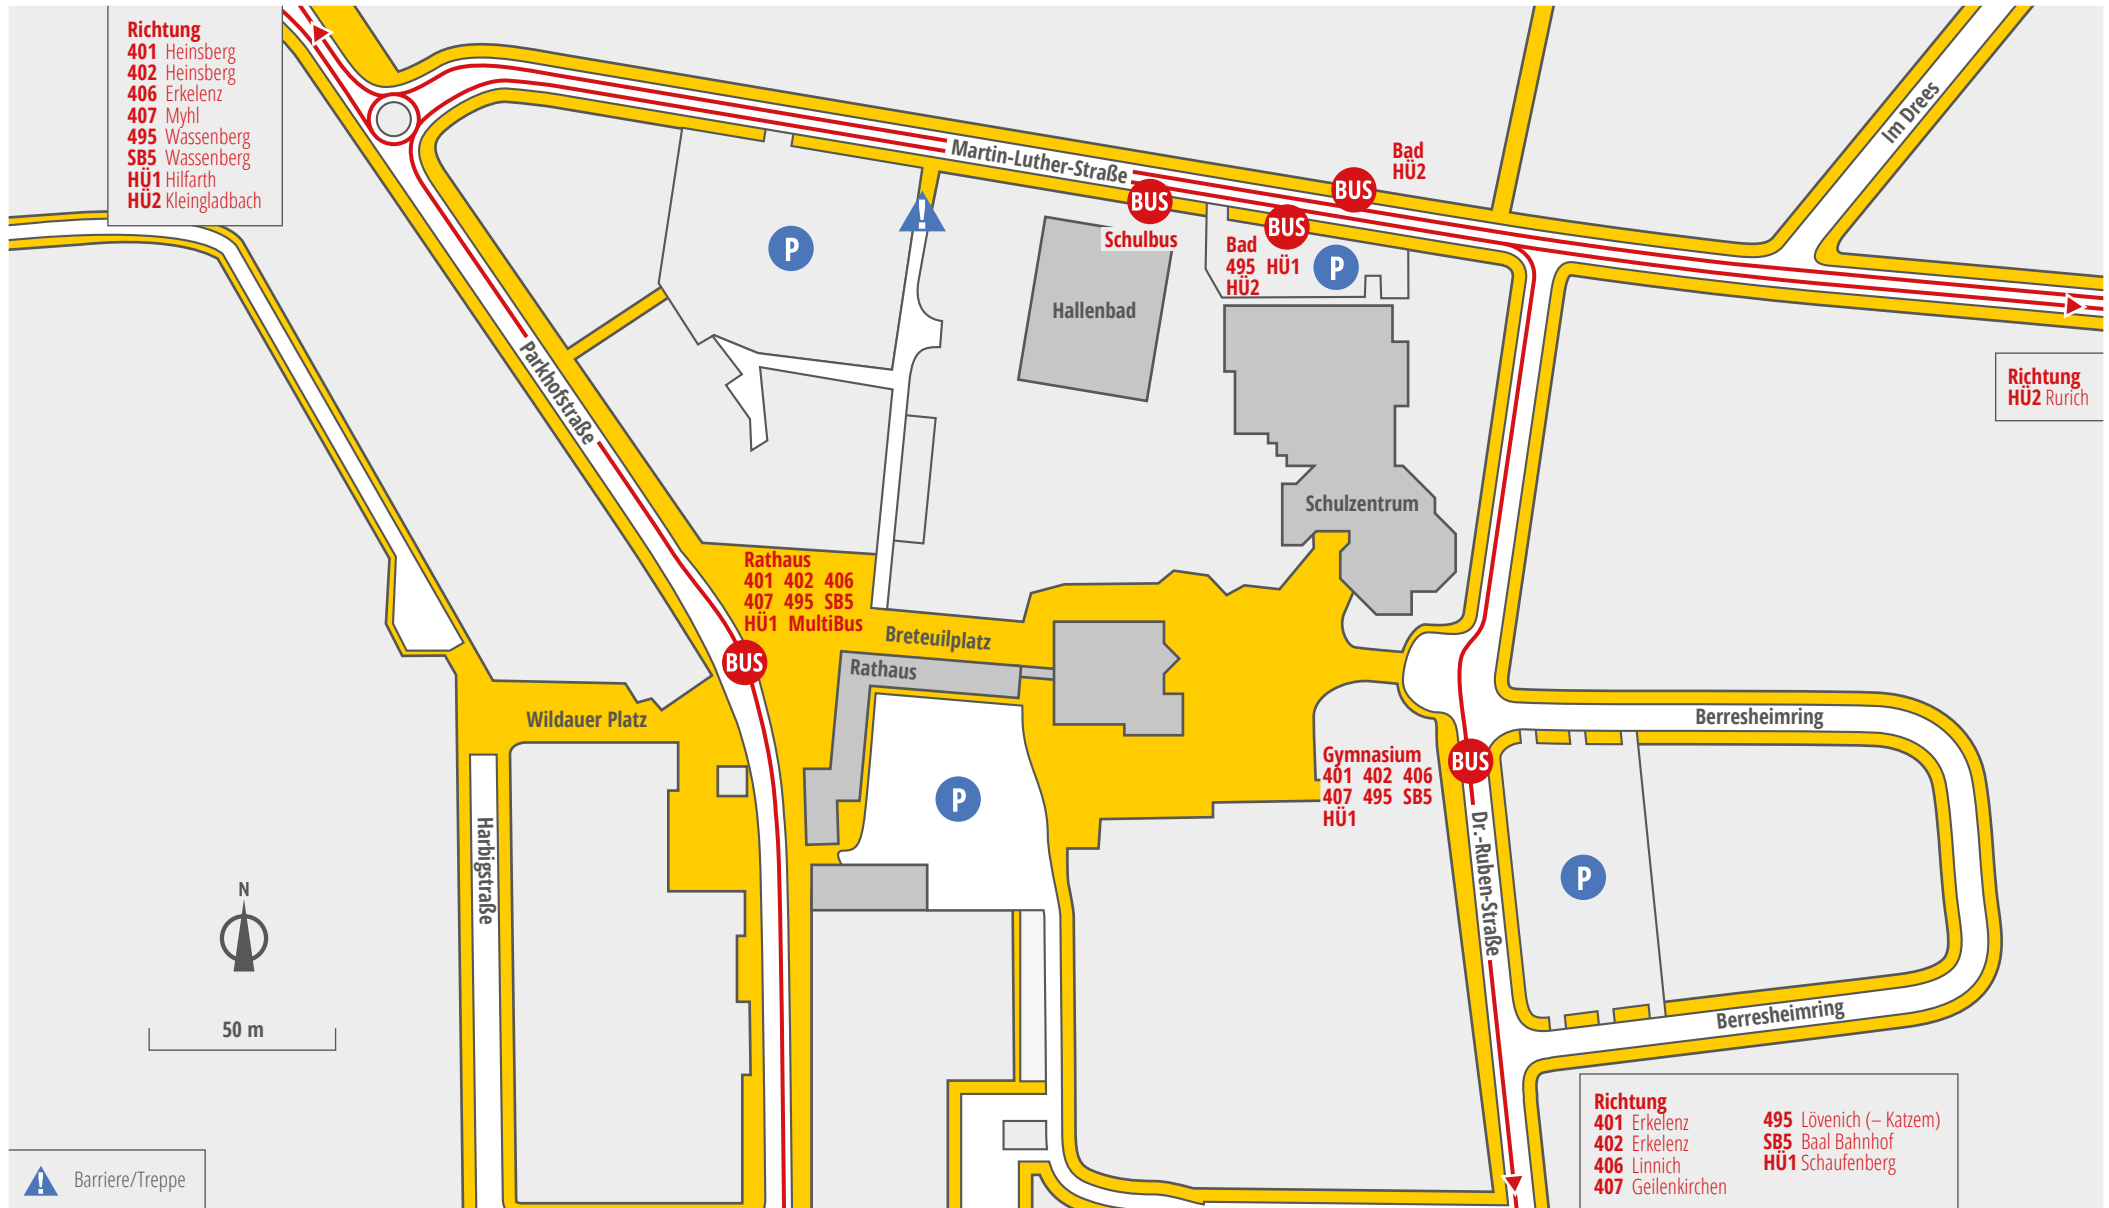 Richtung
401 Heinsberg
402 Heinsberg
406 Erkelenz
407 Myhl
495 Wassenberg
SB5 Wassenberg
HÜ1 Hilfarth
HÜ2 Kleingladbach
Martin-Luther-Straße
Im Drees
Bad
HÜ2
BUS
BUS
BUS
Schulbus
Bad
495 HÜ1
HÜ2
P
P
!
Hallenbad
Parkhofstraße
Richtung
HÜ2 Rurich
Schulzentrum
Rathaus
401 402 406
407 495 SB5
HÜ1 MultiBus
BUS
Breteuilplatz
Rathaus
Wildauer Platz
Berresheimring
Gymnasium
401 402 406
407 495 SB5
HÜ1
BUS
P
P
Harbigstraße
Dr.-Ruben-Straße
N
50 m
Berresheimring
Richtung
401 Erkelenz
402 Erkelenz
406 Linnich
407 Geilenkirchen
495 Lövenich (– Katzem)
SB5 Baal Bahnhof
HÜ1 Schaufenberg
! Barriere/Treppe